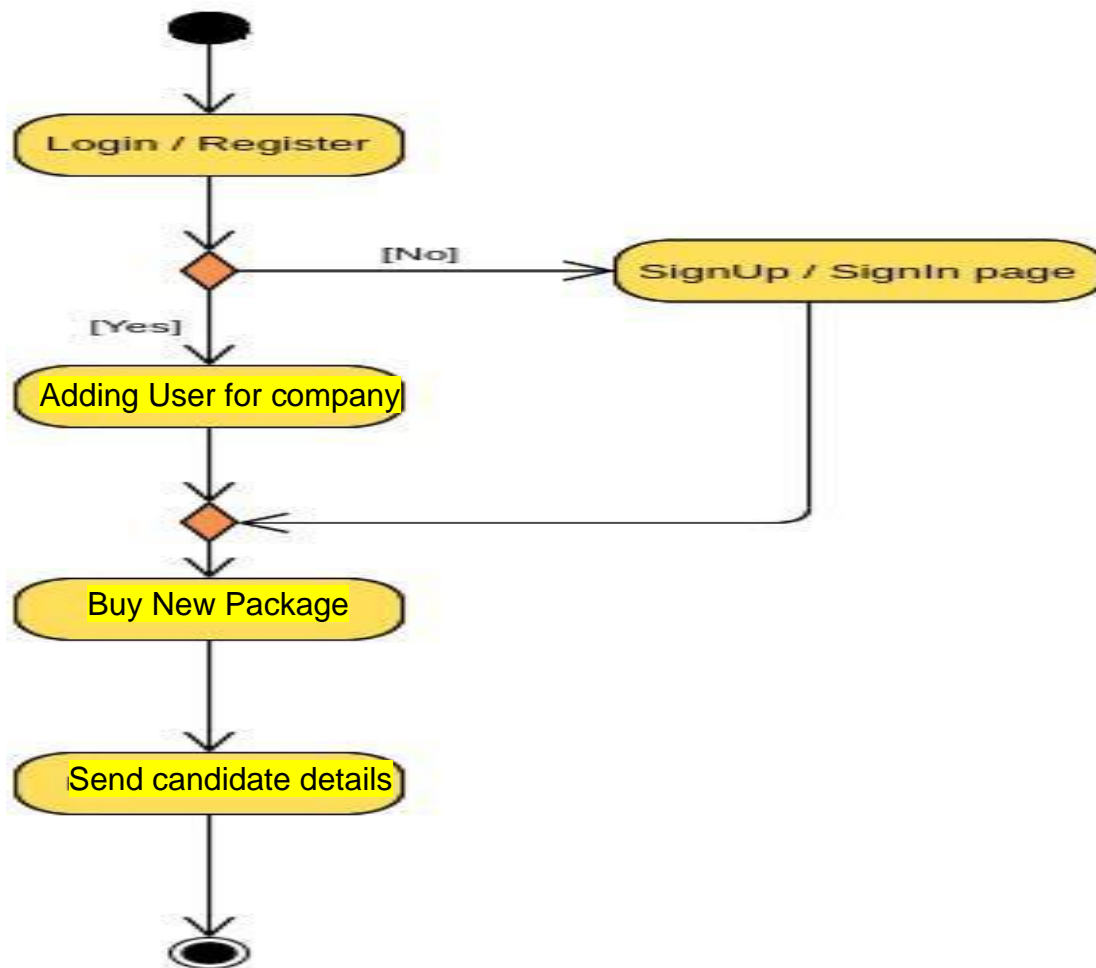 Login / Register
[No]
SignUp / SignIn page
[Yes]
Adding User for company
Buy New Package
Send candidate details